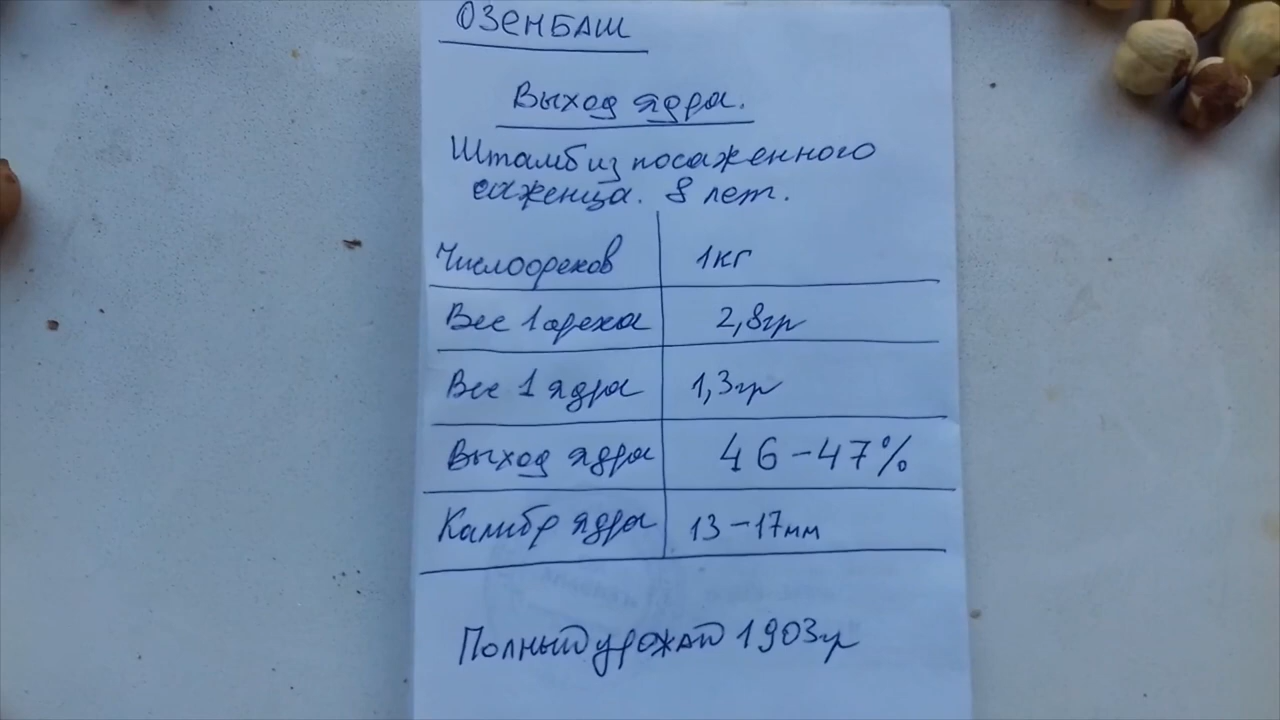 ОЗЕНБАШ
Выход ядра.
Штамб из посаженного
саженца. 8 лет.
Число орехов 1кг
Вес 1 ореха 2,8гр
Вес 1 ядра 1,3гр
Выход ядра 46-47%
Калибр ядра 13-17мм
Полный урожай 1903гр